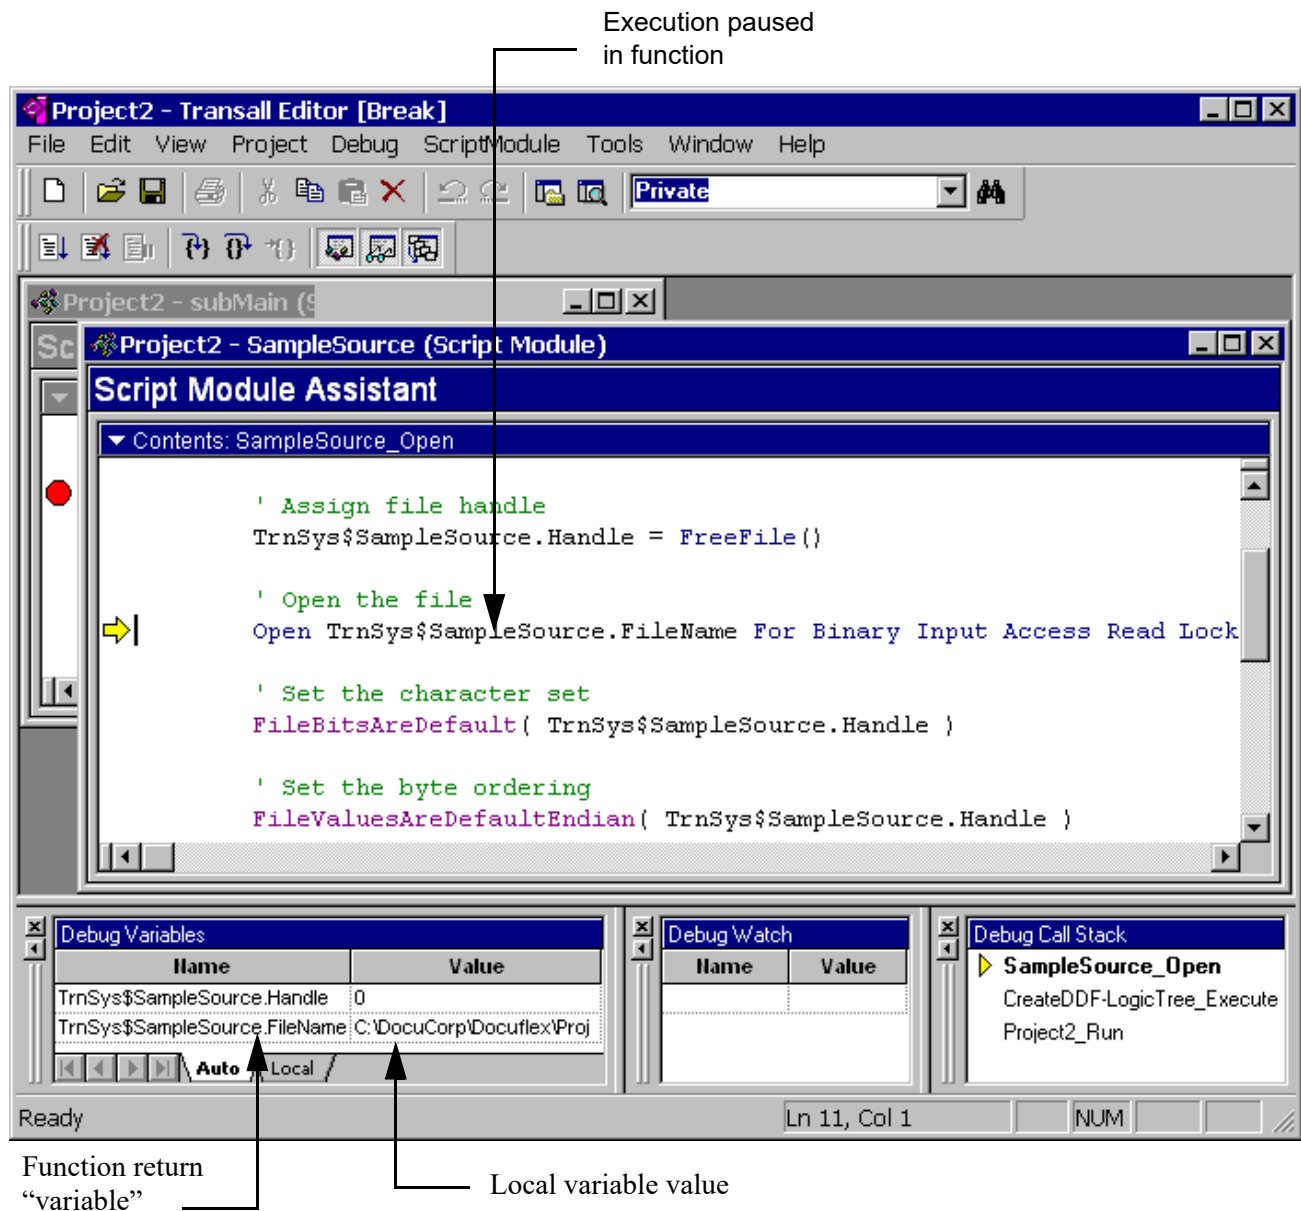 Execution paused
in function
Project2 - Transall Editor [Break]
File Edit View Project Debug ScriptModule Tools Window Help
Private
Project2 - subMain (S
Sc
Project2 - SampleSource (Script Module)
Script Module Assistant
Contents: SampleSource_Open
' Assign file handle
TrnSys$SampleSource.Handle = FreeFile()
' Open the file
Open TrnSys$SampleSource.FileName For Binary Input Access Read Lock
' Set the character set
FileBitsAreDefault( TrnSys$SampleSource.Handle )
' Set the byte ordering
FileValuesAreDefaultEndian( TrnSys$SampleSource.Handle )
Debug Variables
Name Value
TrnSys$SampleSource.Handle 0
TrnSys$SampleSource.FileName C:\DocuCorp\Docuflex\Proj
Auto Local
Debug Watch
Name Value
Debug Call Stack
SampleSource_Open
CreateDDF-LogicTree_Execute
Project2_Run
Ready Ln 11, Col 1 NUM
Function return
“variable”
Local variable value